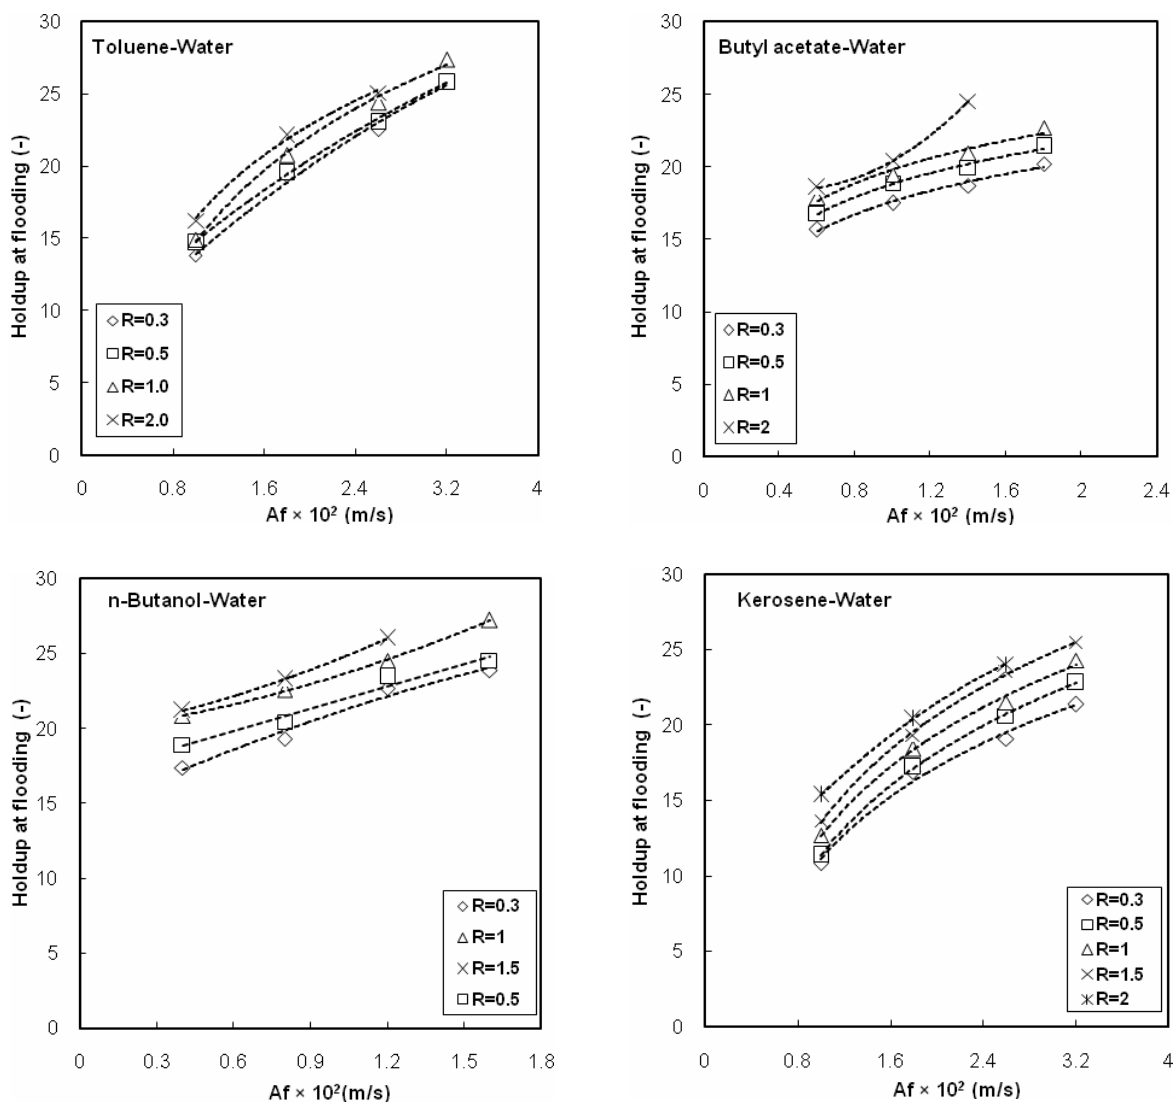 30
25
20
15
10
5
0
Holdup at flooding (-)
Toluene-Water
R=0.3
R=0.5
R=1.0
R=2.0
0 0.8 1.6 2.4 3.2 4
Af × 10² (m/s)
30
25
20
15
10
5
0
Holdup at flooding (-)
Butyl acetate-Water
R=0.3
R=0.5
R=1
R=2
0 0.4 0.8 1.2 1.6 2 2.4
Af × 10² (m/s)
30
25
20
15
10
5
0
Holdup at flooding (-)
n-Butanol-Water
R=0.3
R=1
R=1.5
R=0.5
0 0.3 0.6 0.9 1.2 1.5 1.8
Af × 10²(m/s)
30
25
20
15
10
5
0
Holdup at flooding (-)
Kerosene-Water
R=0.3
R=0.5
R=1
R=1.5
R=2
0 0.8 1.6 2.4 3.2 4
Af × 10² (m/s)